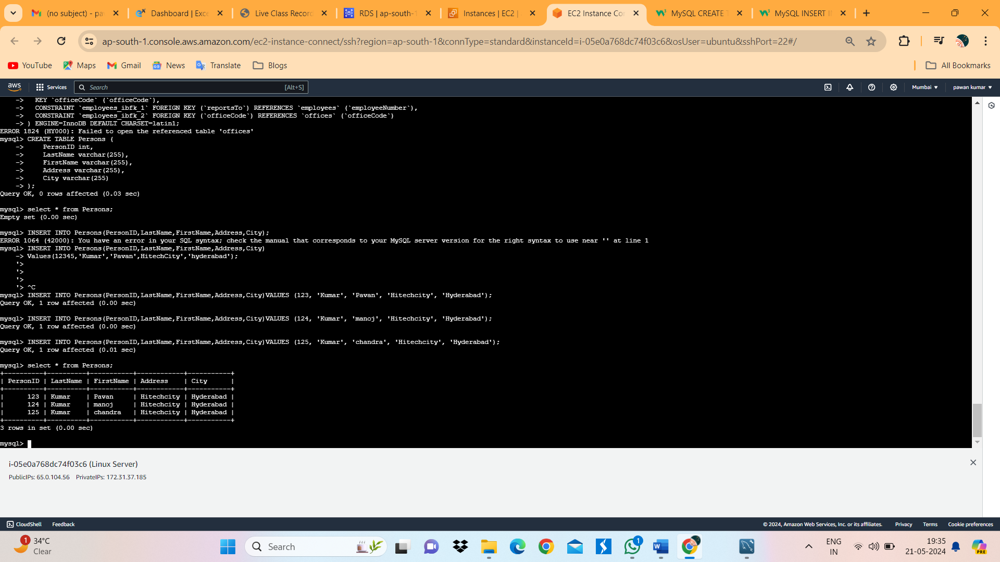 (no subject) - pa
Dashboard | Exce
Live Class Record
RDS | ap-south-1
Instances | EC2 |
EC2 Instance Co
MySQL CREATE T
MySQL INSERT I
ap-south-1.console.aws.amazon.com/ec2-instance-connect/ssh?region=ap-south-1&connType=standard&instanceId=i-05e0a768dc74f03c6&osUser=ubuntu&sshPort=22#/
YouTube Maps Gmail News Translate Blogs All Bookmarks
aws Services Search [Alt+S] Mumbai pawan kumar
-> KEY `officeCode` (`officeCode`),
-> CONSTRAINT `employees_ibfk_1` FOREIGN KEY (`reportsTo`) REFERENCES `employees` (`employeeNumber`),
-> CONSTRAINT `employees_ibfk_2` FOREIGN KEY (`officeCode`) REFERENCES `offices` (`officeCode`)
-> ) ENGINE=InnoDB DEFAULT CHARSET=latin1;
ERROR 1824 (HY000): Failed to open the referenced table 'offices'
mysql> CREATE TABLE Persons (
-> PersonID int,
-> LastName varchar(255),
-> FirstName varchar(255),
-> Address varchar(255),
-> City varchar(255)
-> );
Query OK, 0 rows affected (0.03 sec)
mysql> select * from Persons;
Empty set (0.00 sec)
mysql> INSERT INTO Persons(PersonID,LastName,FirstName,Address,City);
ERROR 1064 (42000): You have an error in your SQL syntax; check the manual that corresponds to your MySQL server version for the right syntax to use near '' at line 1
mysql> INSERT INTO Persons(PersonID,LastName,FirstName,Address,City)
-> Values(12345,'Kumar','Pavan',HitechCity','hyderabad');
'>
'>
'>
'> ^C
mysql> INSERT INTO Persons(PersonID,LastName,FirstName,Address,City)VALUES (123, 'Kumar', 'Pavan', 'Hitechcity', 'Hyderabad');
Query OK, 1 row affected (0.00 sec)
mysql> INSERT INTO Persons(PersonID,LastName,FirstName,Address,City)VALUES (124, 'Kumar', 'manoj', 'Hitechcity', 'Hyderabad');
Query OK, 1 row affected (0.00 sec)
mysql> INSERT INTO Persons(PersonID,LastName,FirstName,Address,City)VALUES (125, 'Kumar', 'chandra', 'Hitechcity', 'Hyderabad');
Query OK, 1 row affected (0.01 sec)
mysql> select * from Persons;
+----------+----------+-----------+------------+-----------+
| PersonID | LastName | FirstName | Address | City |
+----------+----------+-----------+------------+-----------+
| 123 | Kumar | Pavan | Hitechcity | Hyderabad |
| 124 | Kumar | manoj | Hitechcity | Hyderabad |
| 125 | Kumar | chandra | Hitechcity | Hyderabad |
+----------+----------+-----------+------------+-----------+
3 rows in set (0.00 sec)
mysql>
i-05e0a768dc74f03c6 (Linux Server)
PublicIPs: 65.0.104.56 PrivateIPs: 172.31.37.185
CloudShell Feedback © 2024, Amazon Web Services, Inc. or its affiliates. Privacy Terms Cookie preferences
1 34°C
Clear
Search
1
ENG
IN
19:35
21-05-2024
PRE